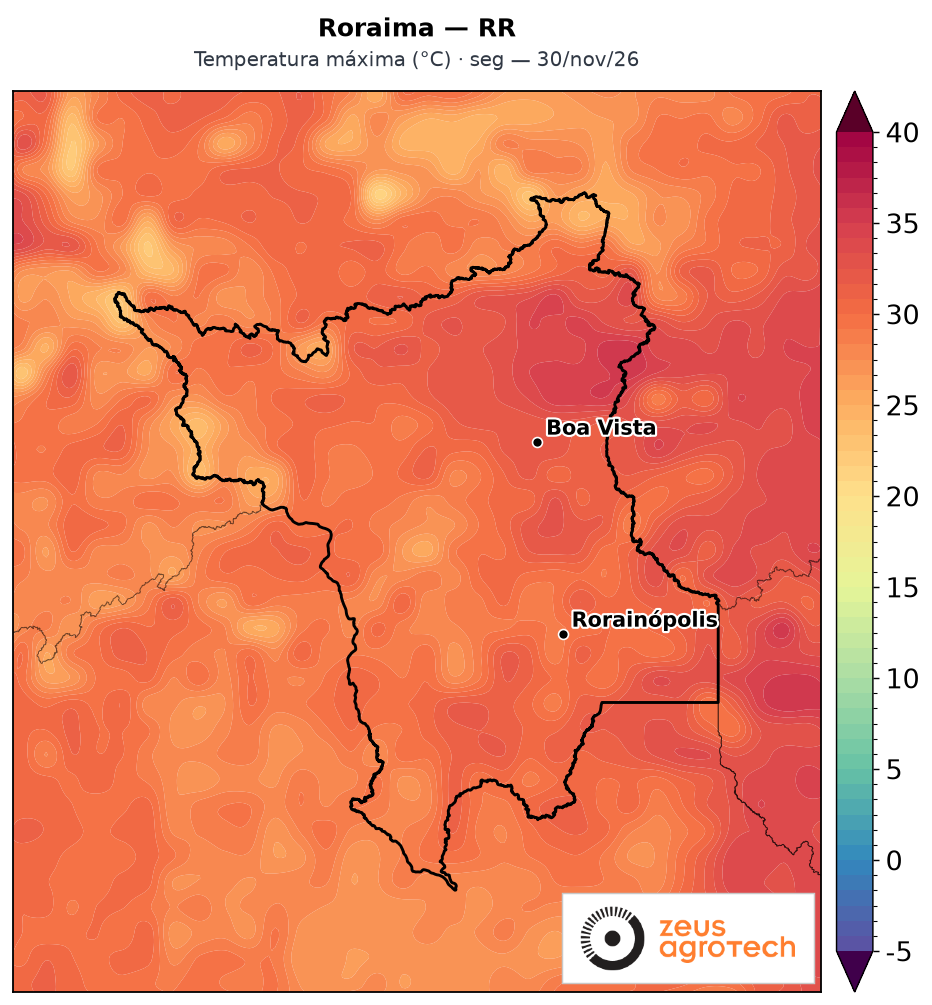 Roraima — RR
Temperatura máxima (°C) · seg — 30/nov/26
40
35
30
25
20
15
10
5
0
-5
Boa Vista
Rorainópolis
zeus
agrotech